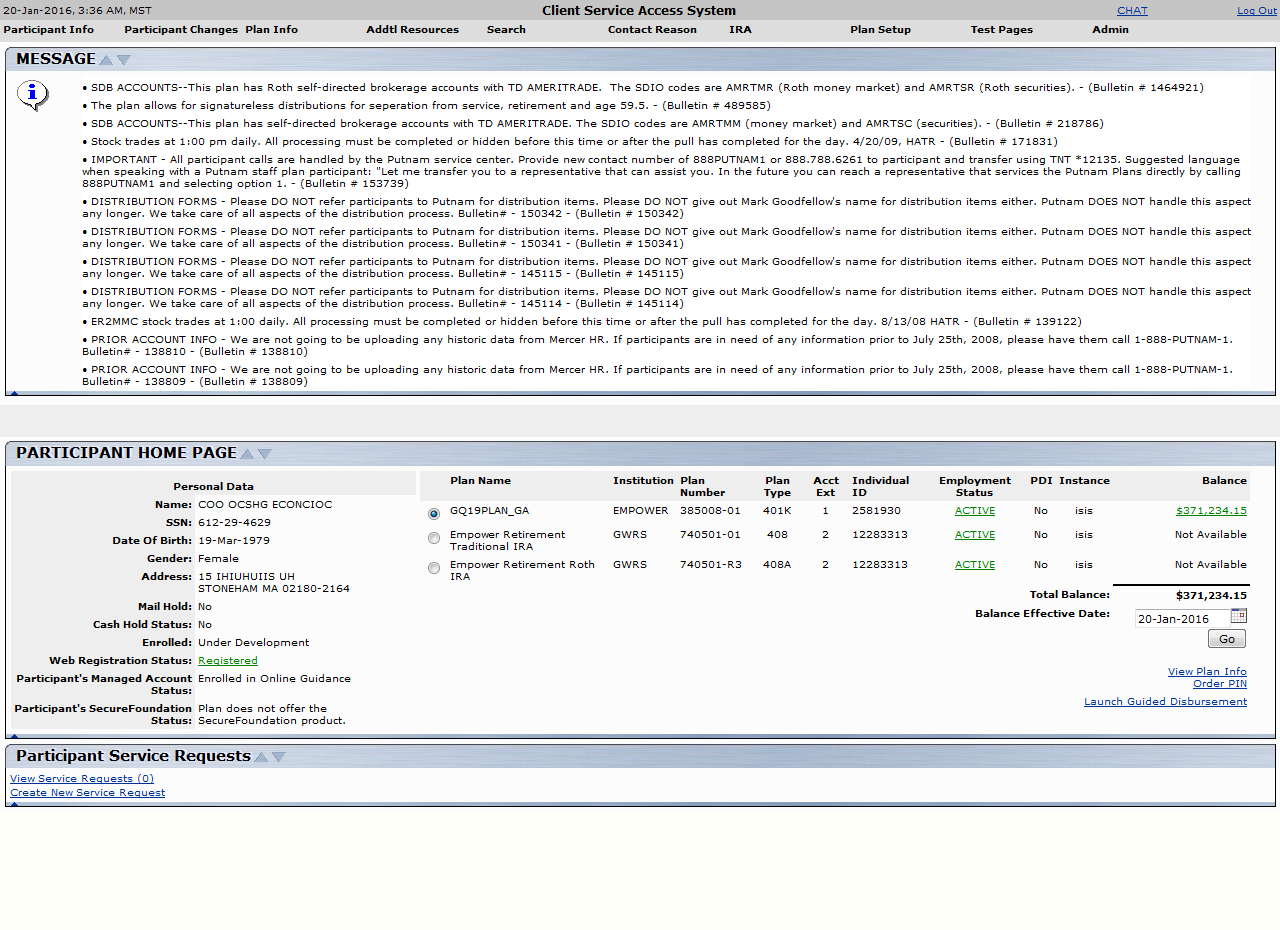 20-Jan-2016, 3:36 AM, MST Client Service Access System CHAT Log Out
Participant Info Participant Changes Plan Info Addtl Resources Search Contact Reason IRA Plan Setup Test Pages Admin
MESSAGE
• SDB ACCOUNTS--This plan has Roth self-directed brokerage accounts with TD AMERITRADE. The SDIO codes are AMRTMR (Roth money market) and AMRTSR (Roth securities). - (Bulletin # 1464921)
• The plan allows for signatureless distributions for seperation from service, retirement and age 59.5. - (Bulletin # 489585)
• SDB ACCOUNTS--This plan has self-directed brokerage accounts with TD AMERITRADE. The SDIO codes are AMRTMM (money market) and AMRTSC (securities). - (Bulletin # 218786)
• Stock trades at 1:00 pm daily. All processing must be completed or hidden before this time or after the pull has completed for the day. 4/20/09, HATR - (Bulletin # 171831)
• IMPORTANT - All participant calls are handled by the Putnam service center. Provide new contact number of 888PUTNAM1 or 888.788.6261 to participant and transfer using TNT *12135. Suggested language
when speaking with a Putnam staff plan participant: "Let me transfer you to a representative that can assist you. In the future you can reach a representative that services the Putnam Plans directly by calling
888PUTNAM1 and selecting option 1. - (Bulletin # 153739)
• DISTRIBUTION FORMS - Please DO NOT refer participants to Putnam for distribution items. Please DO NOT give out Mark Goodfellow's name for distribution items either. Putnam DOES NOT handle this aspect
any longer. We take care of all aspects of the distribution process. Bulletin# - 150342 - (Bulletin # 150342)
• DISTRIBUTION FORMS - Please DO NOT refer participants to Putnam for distribution items. Please DO NOT give out Mark Goodfellow's name for distribution items either. Putnam DOES NOT handle this aspect
any longer. We take care of all aspects of the distribution process. Bulletin# - 150341 - (Bulletin # 150341)
• DISTRIBUTION FORMS - Please DO NOT refer participants to Putnam for distribution items. Please DO NOT give out Mark Goodfellow's name for distribution items either. Putnam DOES NOT handle this aspect
any longer. We take care of all aspects of the distribution process. Bulletin# - 145115 - (Bulletin # 145115)
• DISTRIBUTION FORMS - Please DO NOT refer participants to Putnam for distribution items. Please DO NOT give out Mark Goodfellow's name for distribution items either. Putnam DOES NOT handle this aspect
any longer. We take care of all aspects of the distribution process. Bulletin# - 145114 - (Bulletin # 145114)
• ER2MMC stock trades at 1:00 daily. All processing must be completed or hidden before this time or after the pull has completed for the day. 8/13/08 HATR - (Bulletin # 139122)
• PRIOR ACCOUNT INFO - We are not going to be uploading any historic data from Mercer HR. If participants are in need of any information prior to July 25th, 2008, please have them call 1-888-PUTNAM-1.
Bulletin# - 138810 - (Bulletin # 138810)
• PRIOR ACCOUNT INFO - We are not going to be uploading any historic data from Mercer HR. If participants are in need of any information prior to July 25th, 2008, please have them call 1-888-PUTNAM-1.
Bulletin# - 138809 - (Bulletin # 138809)
PARTICIPANT HOME PAGE
Personal Data
Name: COO OCSHG ECONCIOC
SSN: 612-29-4629
Date Of Birth: 19-Mar-1979
Gender: Female
Address: 15 IHIUHUIIS UH
STONEHAM MA 02180-2164
Mail Hold: No
Cash Hold Status: No
Enrolled: Under Development
Web Registration Status: Registered
Participant's Managed Account Enrolled in Online Guidance
Status:
Participant's SecureFoundation Plan does not offer the
Status: SecureFoundation product.
Plan Name Institution Plan Plan Acct Individual Employment PDI Instance Balance
Number Type Ext ID Status
GQ19PLAN_GA EMPOWER 385008-01 401K 1 2581930 ACTIVE No isis $371,234.15
Empower Retirement GWRS 740501-01 408 2 12283313 ACTIVE No isis Not Available
Traditional IRA
Empower Retirement Roth GWRS 740501-R3 408A 2 12283313 ACTIVE No isis Not Available
IRA
Total Balance: $371,234.15
Balance Effective Date: 20-Jan-2016
Go
View Plan Info
Order PIN
Launch Guided Disbursement
Participant Service Requests
View Service Requests (0)
Create New Service Request